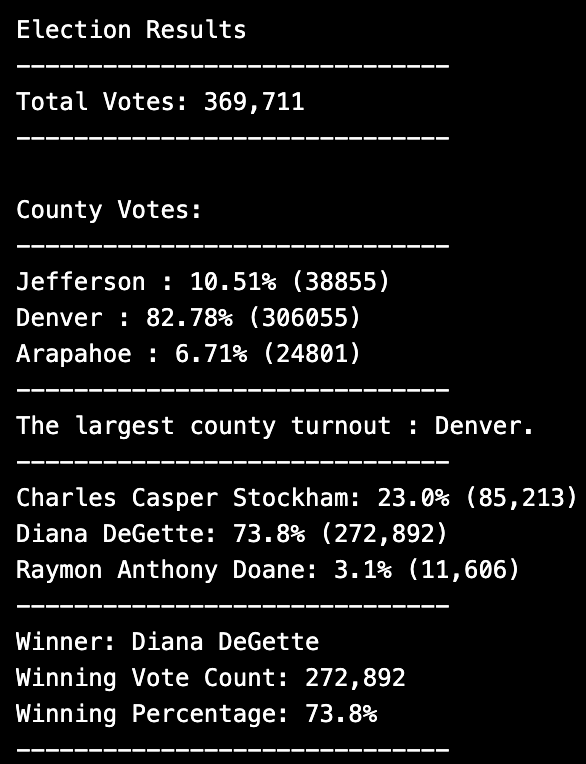 Election Results
------------------------------
Total Votes: 369,711
------------------------------
County Votes:
------------------------------
Jefferson : 10.51% (38855)
Denver : 82.78% (306055)
Arapahoe : 6.71% (24801)
------------------------------
The largest county turnout : Denver.
------------------------------
Charles Casper Stockham: 23.0% (85,213)
Diana DeGette: 73.8% (272,892)
Raymon Anthony Doane: 3.1% (11,606)
------------------------------
Winner: Diana DeGette
Winning Vote Count: 272,892
Winning Percentage: 73.8%
------------------------------